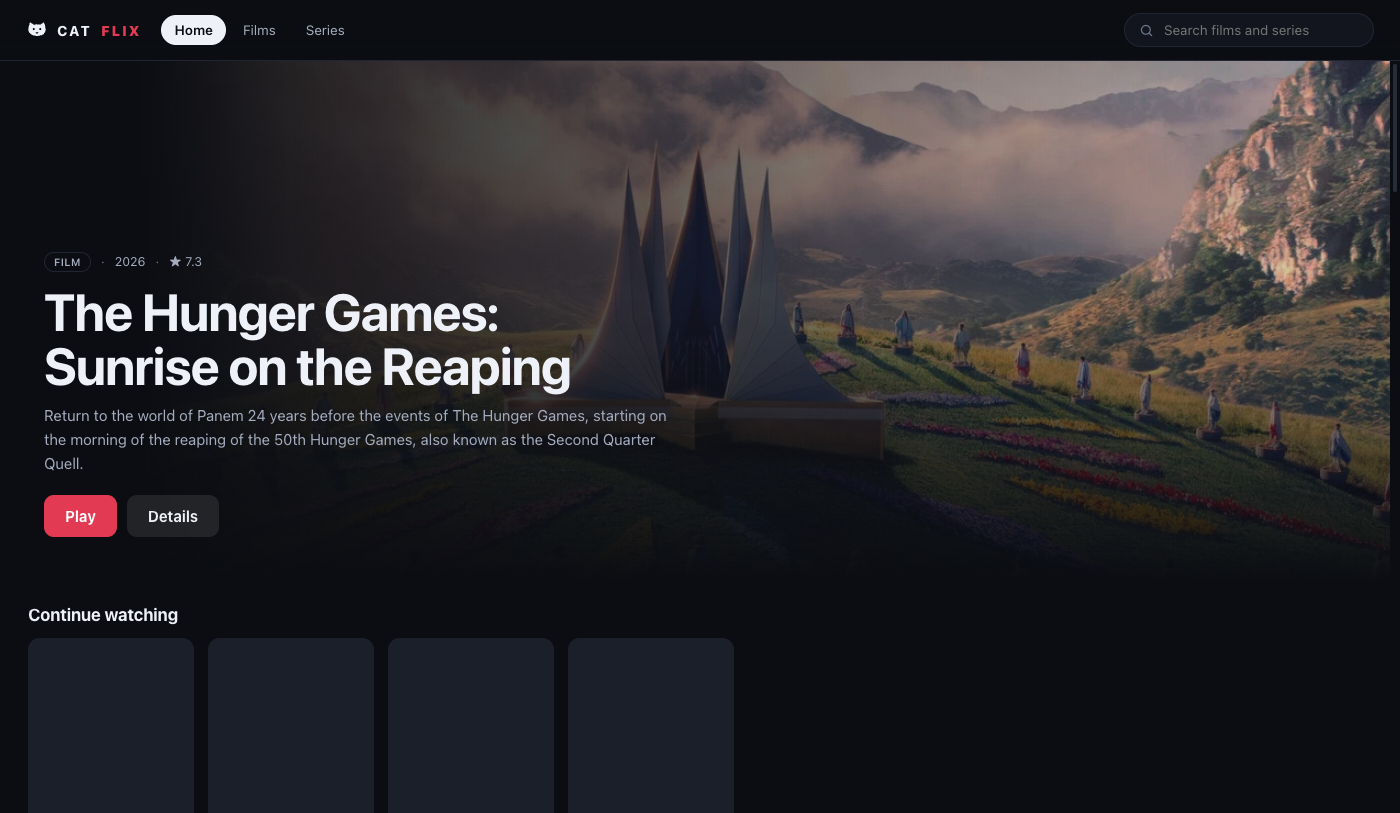 CAT FLIX
Home
Films
Series
Search films and series
FILM · 2026 · ★ 7.3
The Hunger Games:
Sunrise on the Reaping
Return to the world of Panem 24 years before the events of The Hunger Games, starting on
the morning of the reaping of the 50th Hunger Games, also known as the Second Quarter
Quell.
Play
Details
Continue watching